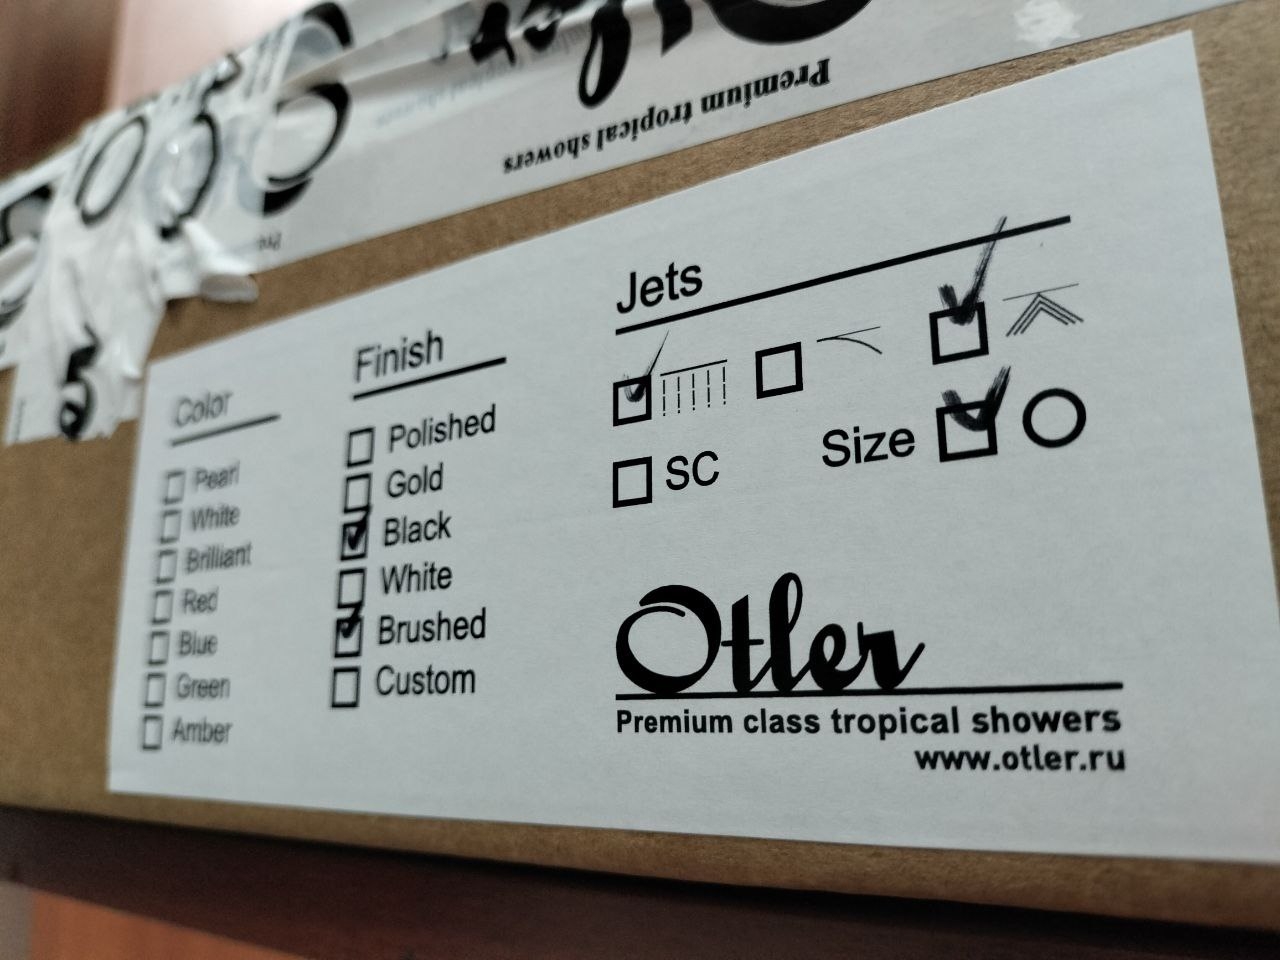 Premium tropical showers
Color
Pearl
White
Brilliant
Red
Blue
Green
Amber
Finish
Polished
Gold
Black
White
Brushed
Custom
Jets
SC
Size
Otler
Premium class tropical showers
www.otler.ru